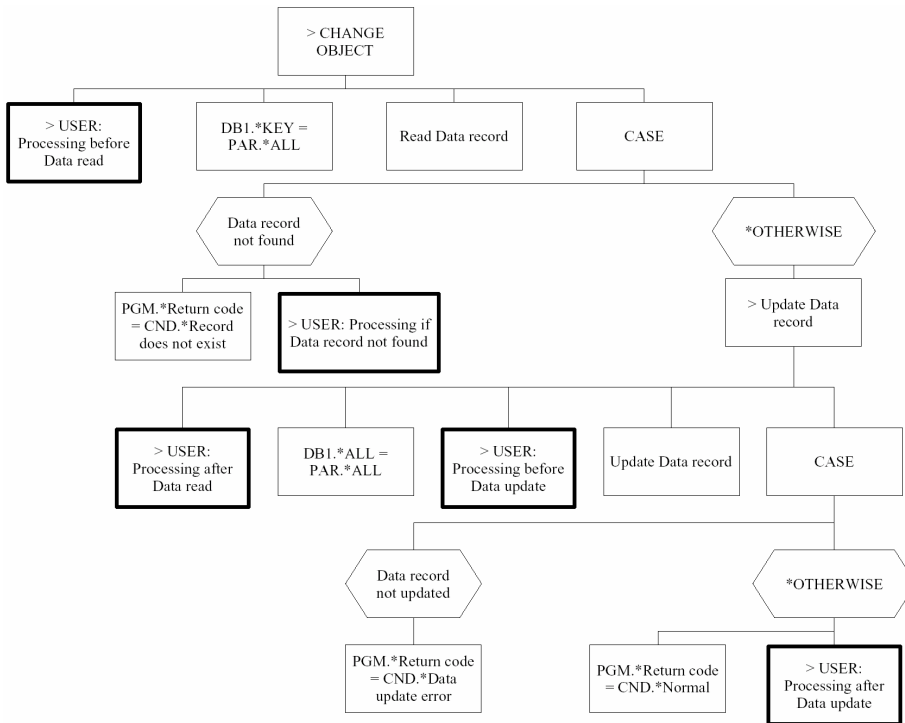 > CHANGE
OBJECT
> USER:
Processing before
Data read
DB1.*KEY =
PAR.*ALL
Read Data record
CASE
Data record
not found
*OTHERWISE
PGM.*Return code
= CND.*Record
does not exist
> USER: Processing if
Data record not found
> Update Data
record
> USER:
Processing after
Data read
DB1.*ALL =
PAR.*ALL
> USER:
Processing before
Data update
Update Data record
CASE
Data record
not updated
*OTHERWISE
PGM.*Return code
= CND.*Data
update error
PGM.*Return code
= CND.*Normal
> USER:
Processing after
Data update